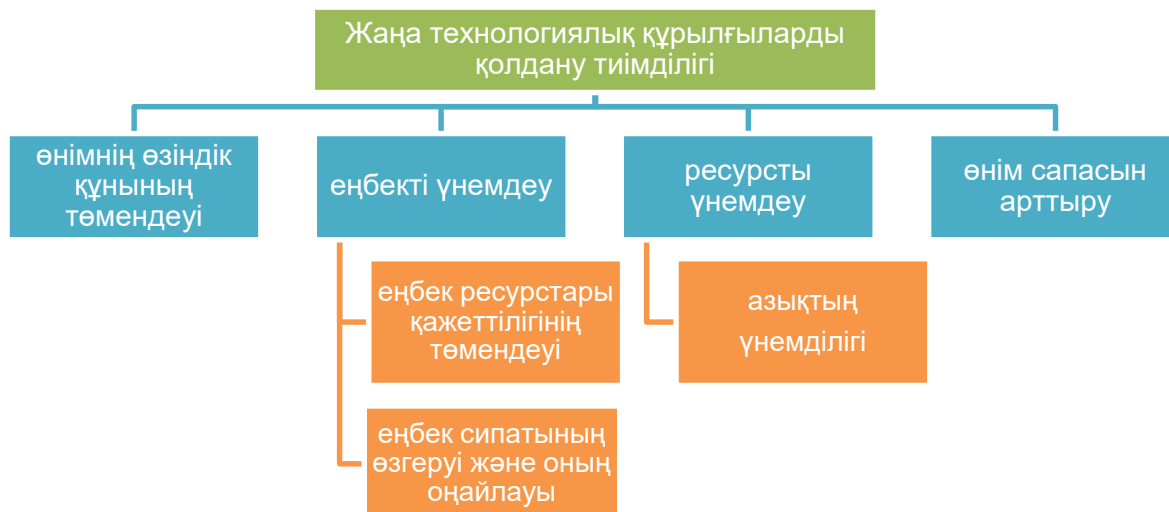 Жаңа технологиялық құрылғыларды
қолдану тиімділігі
өнімнің өзіндік
құнының
төмендеуі
еңбекті үнемдеу
ресурсты
үнемдеу
өнім сапасын
арттыру
еңбек ресурстары
қажеттілігінің
төмендеуі
азықтың
үнемділігі
еңбек сипатының
өзгеруі және оның
оңайлауы